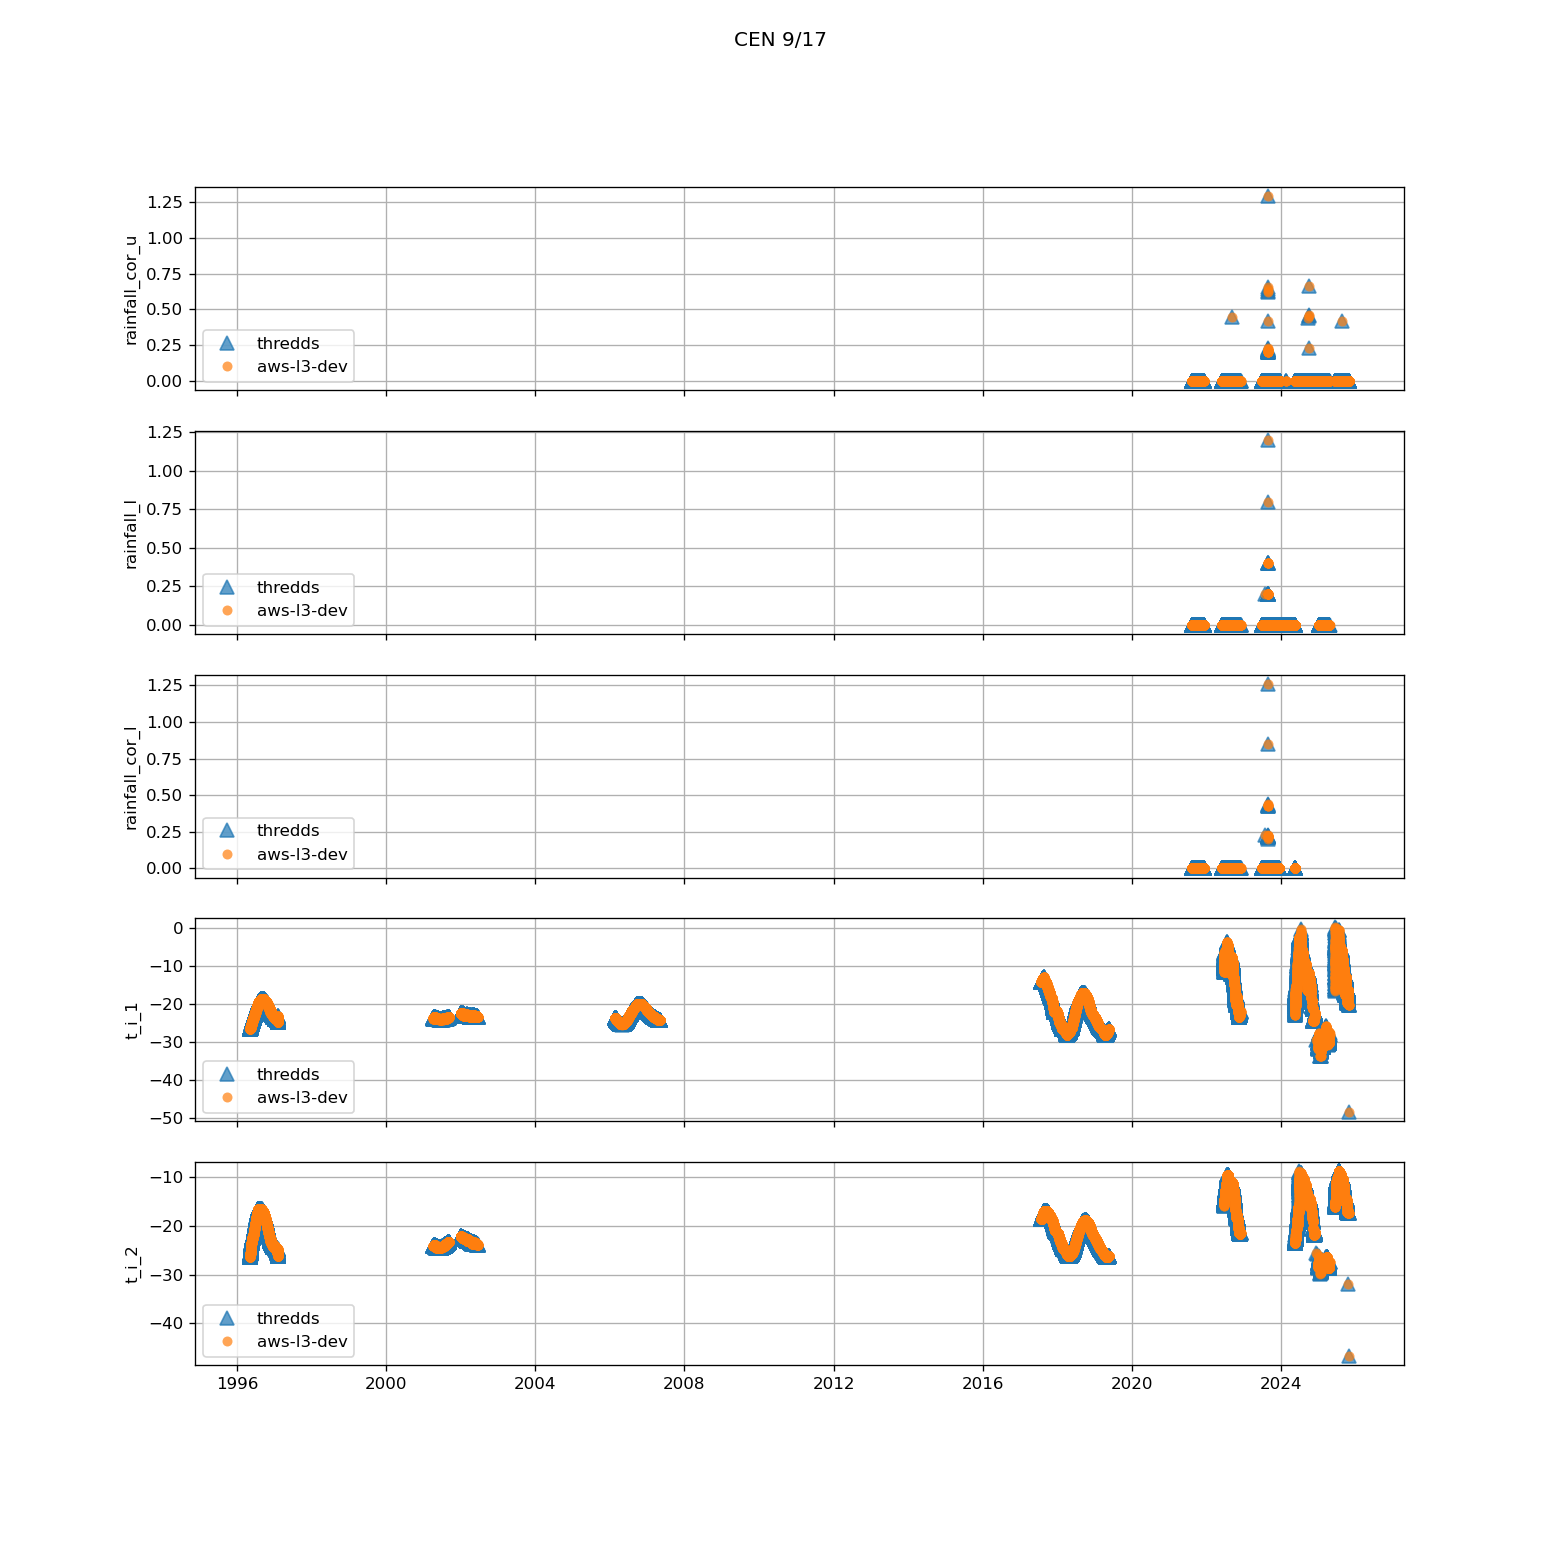 CEN 9/17
1.25
1.00
0.75
0.50
0.25
0.00
rainfall_cor_u
thredds
aws-l3-dev
1.25
1.00
0.75
0.50
0.25
0.00
rainfall_l
thredds
aws-l3-dev
1.25
1.00
0.75
0.50
0.25
0.00
rainfall_cor_l
thredds
aws-l3-dev
0
−10
−20
−30
−40
−50
t_i_1
thredds
aws-l3-dev
−10
−20
−30
−40
t_i_2
thredds
aws-l3-dev
1996 2000 2004 2008 2012 2016 2020 2024